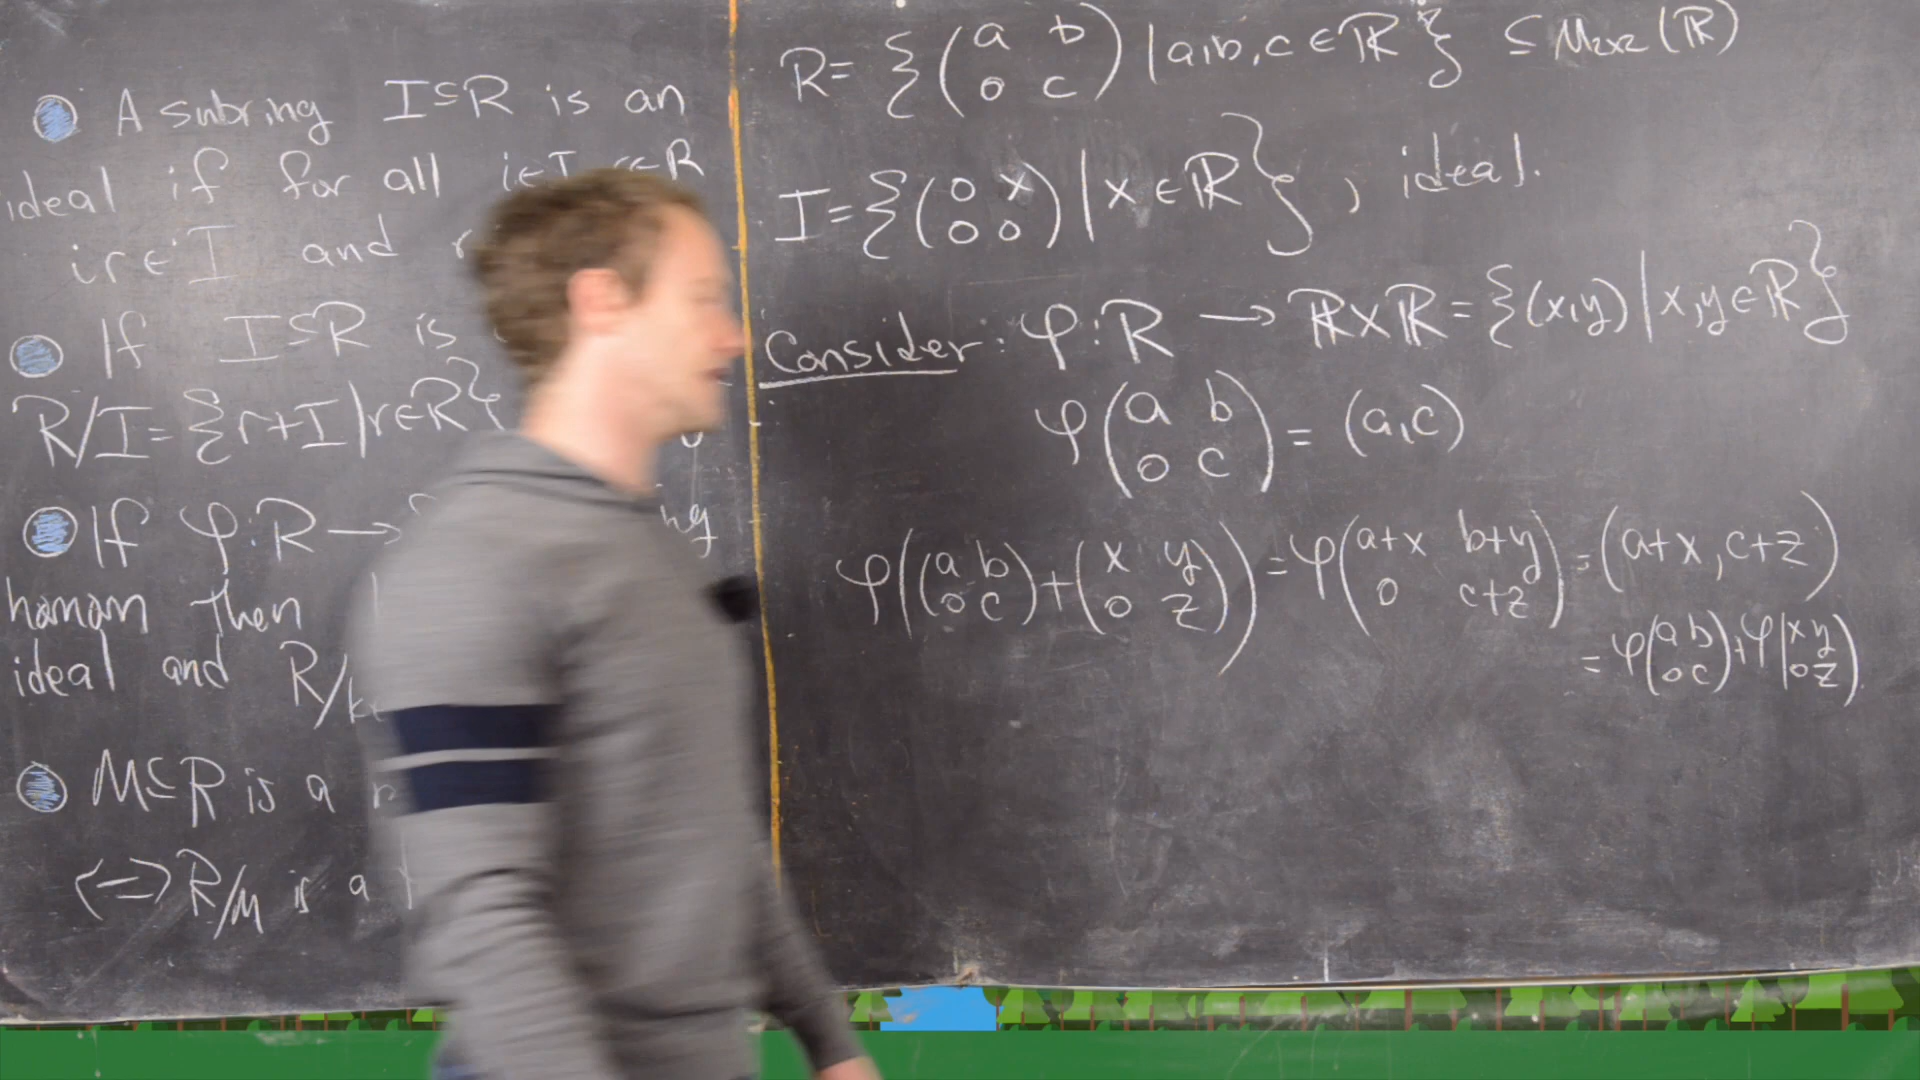 A subring I⊆R is an
ideal if for all i∈I r∈R
ir∈I and
If I⊆R is
R/I={r+I|r∈R}
If φ:R→
homom then
ideal and R/ke
M⊆R is a
(⇔) R/M is a
R={(a b; 0 c) | a,b,c∈ℝ} ⊆ M₂ₓ₂(ℝ)
I={(0 x; 0 0) | x∈ℝ}, ideal.
Consider: φ:R → ℝ×ℝ={(x,y)|x,y∈ℝ}
φ(a b; 0 c) = (a,c)
φ((a b; 0 c)+(x y; 0 z)) = φ(a+x b+y; 0 c+z) = (a+x, c+z)
= φ(a b; 0 c)+φ(x y; 0 z)